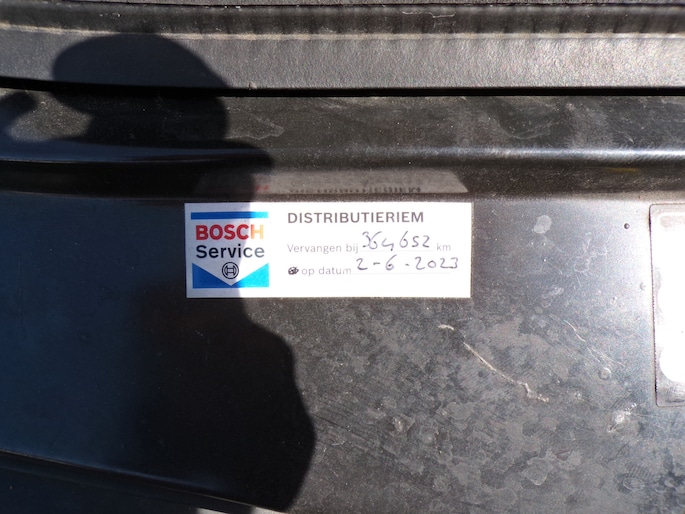 BOSCH
Service
DISTRIBUTIERIEM
Vervangen bij 364652 km
op datum 2-6-2023